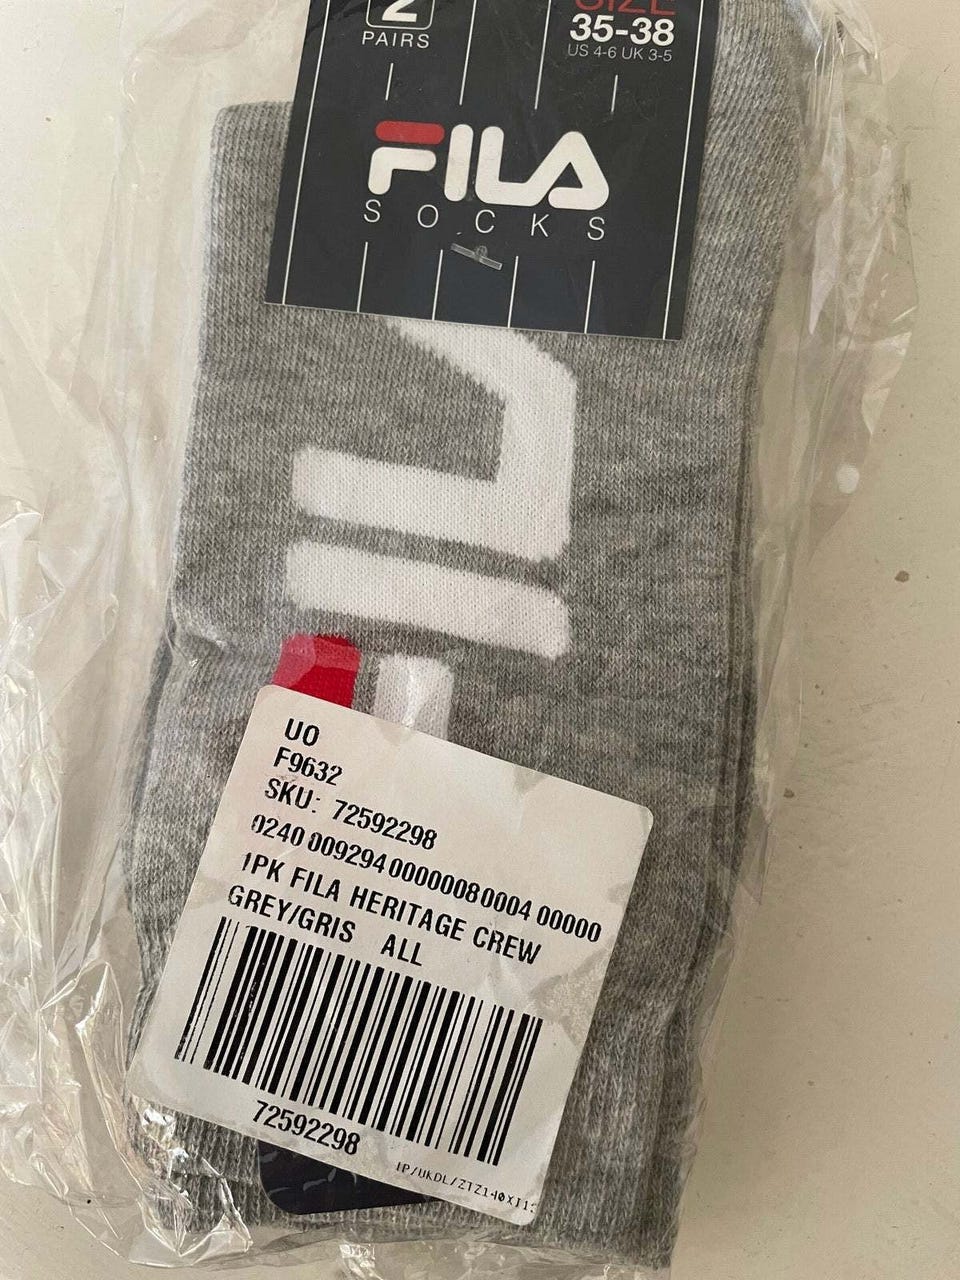 2
PAIRS
SIZE
35-38
US 4-6 UK 3-5
FILA
SOCKS
UO
F9632
SKU: 72592298
0240 009294 0000008 0004 00000
1PK FILA HERITAGE CREW
GREY/GRIS ALL
72592298